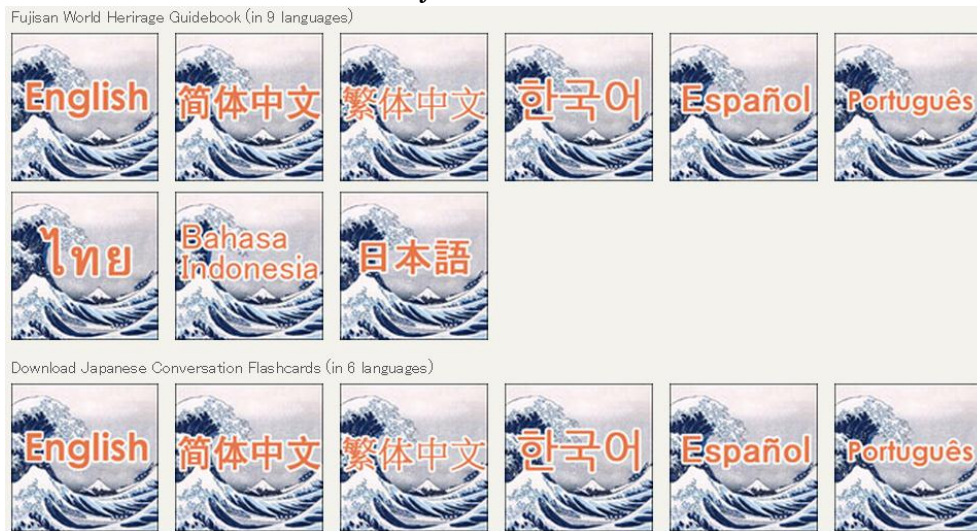 Fujisan World Herirage Guidebook (in 9 languages)
English
简体中文
繁体中文
한국어
Español
Português
ไทย
Bahasa
Indonesia
日本語
Download Japanese Conversation Flashcards (in 6 languages)
English
简体中文
繁体中文
한국어
Español
Português